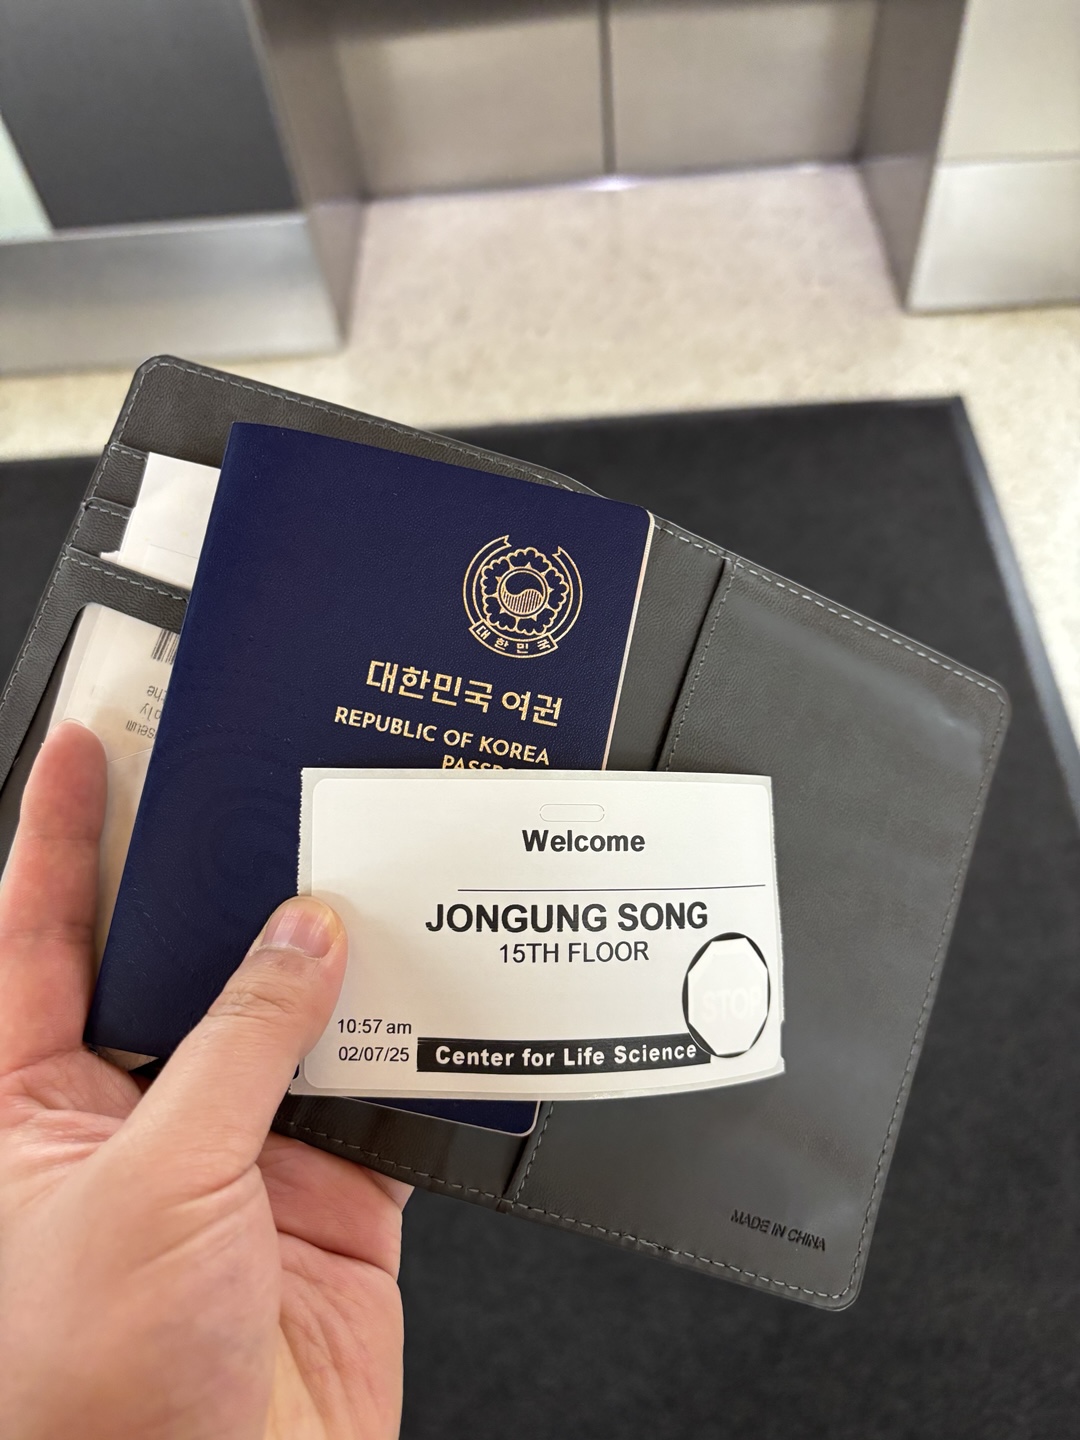 대한민국
대한민국 여권
REPUBLIC OF KOREA
Welcome
JONGUNG SONG
15TH FLOOR
STOP
10:57 am
02/07/25
Center for Life Science
MADE IN CHINA